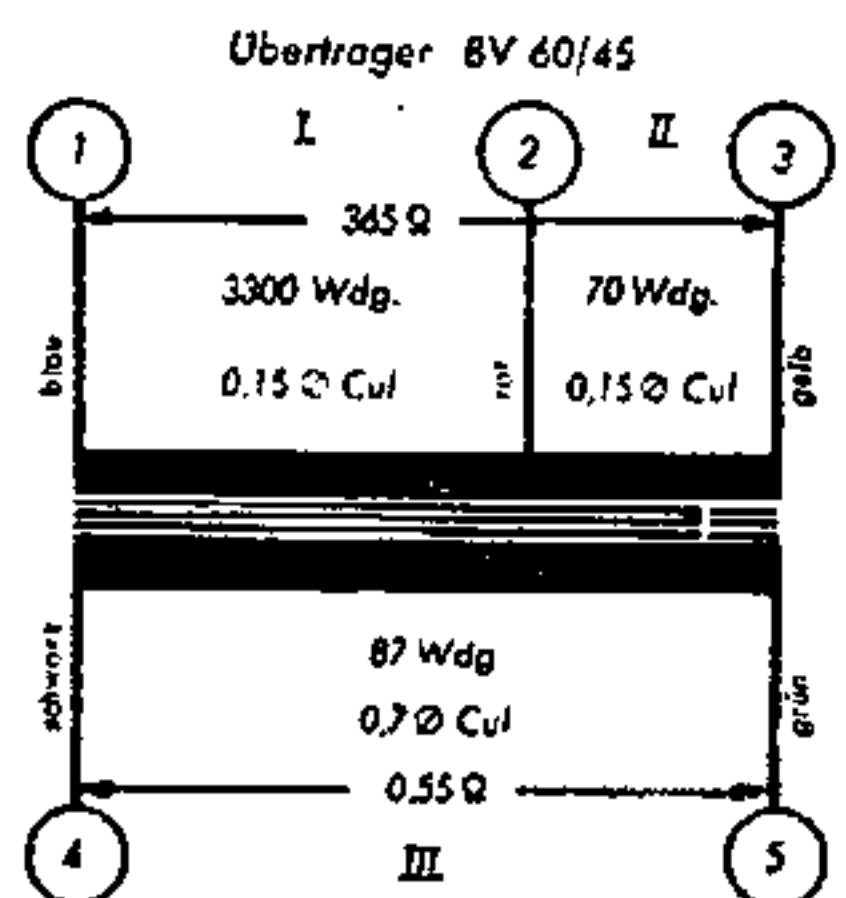 Übertrager BV 60/45
I II
1 2 3
365 Ω
3300 Wdg. 70 Wdg.
blau rot gelb
0,15 ∅ CuL 0,15 ∅ CuL
87 Wdg
schwarz grün
0,7 ∅ CuL
0,55 Ω
4 III 5